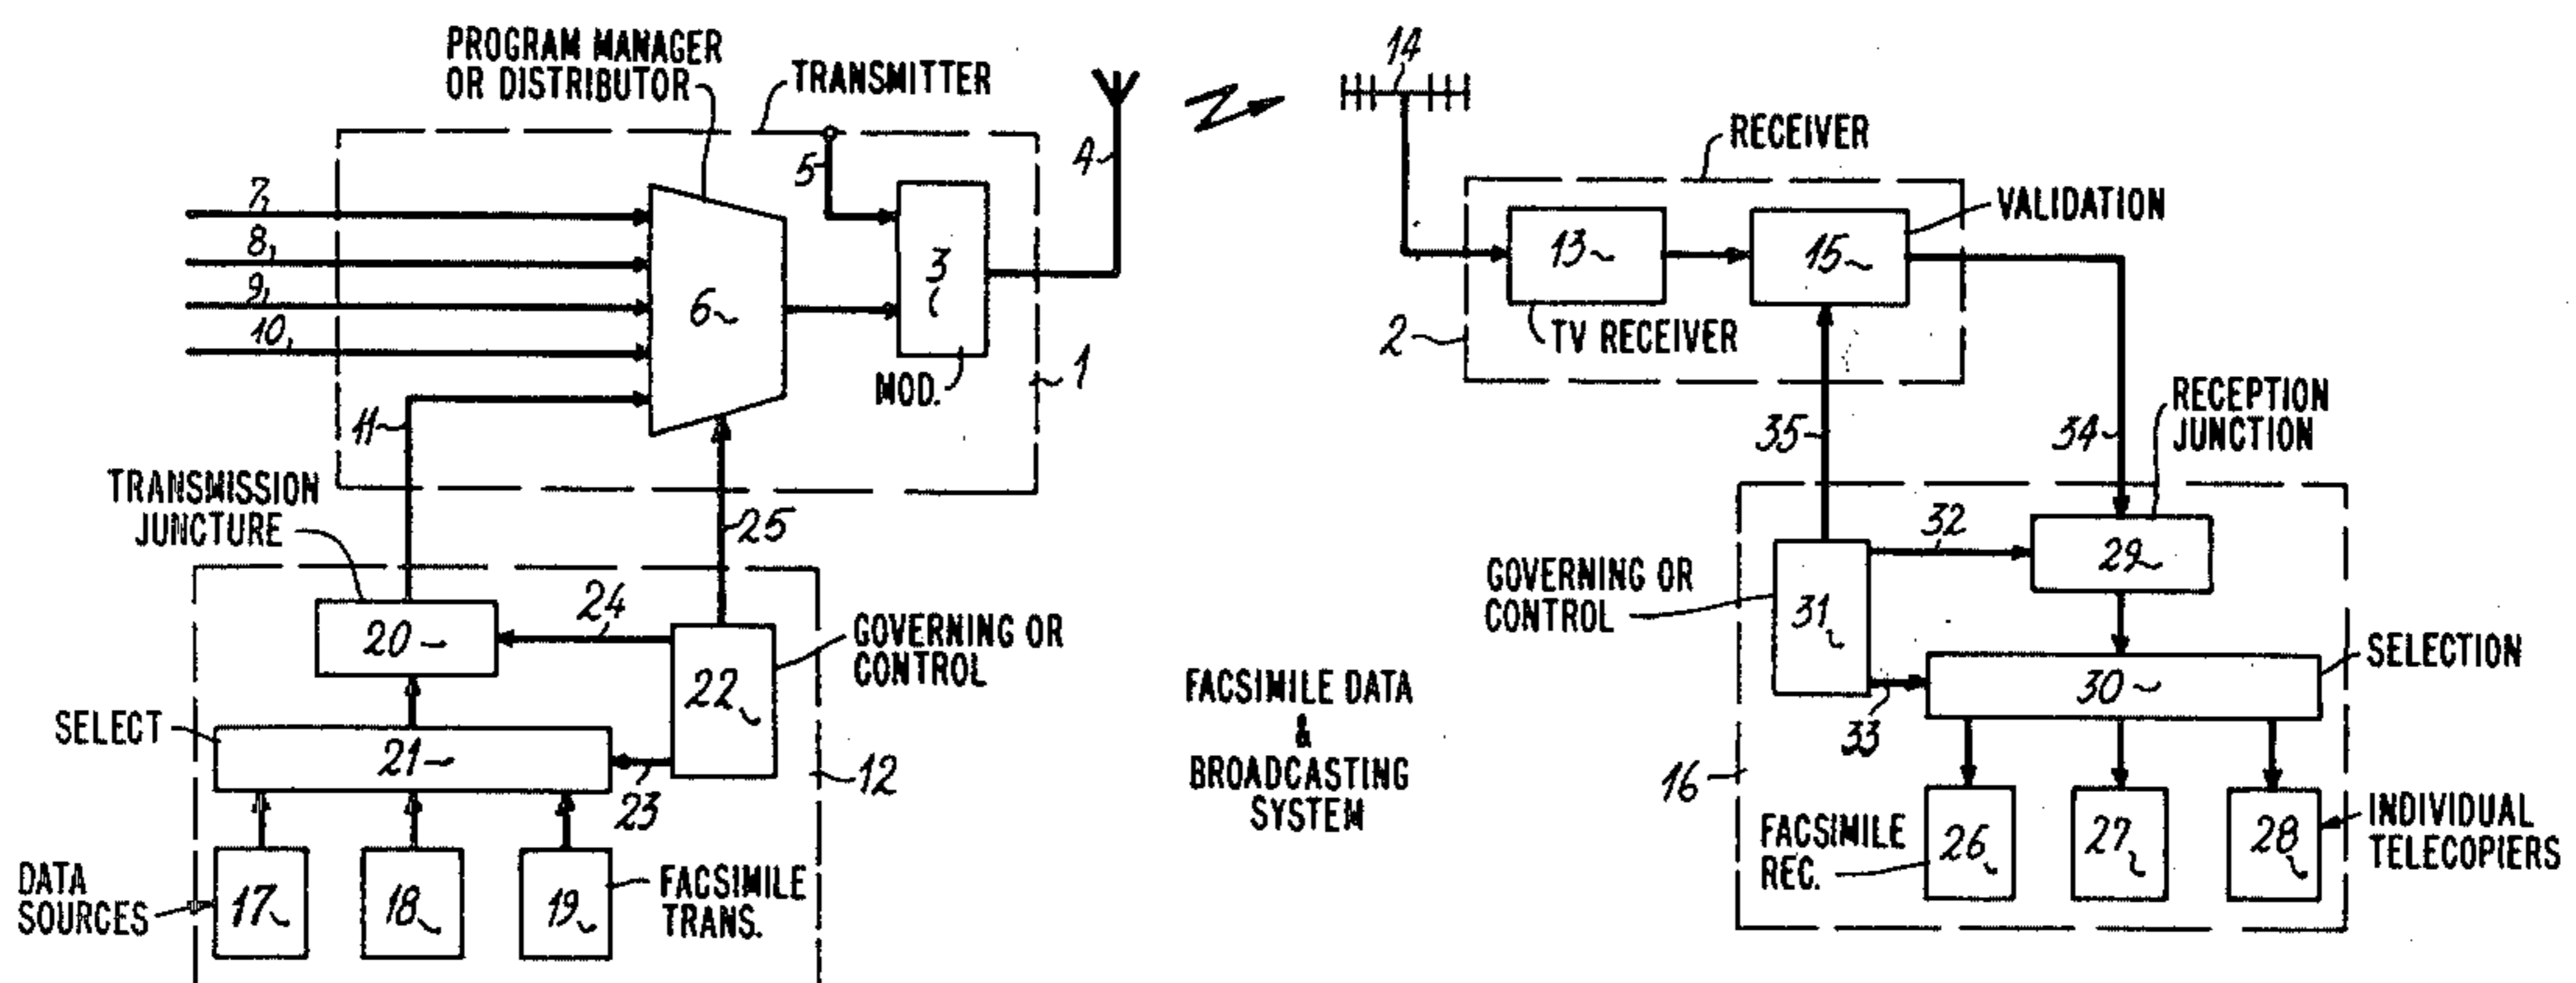 PROGRAM MANAGER
OR DISTRIBUTOR
TRANSMITTER
14
RECEIVER
5
4
7
8
9
10
6
3
MOD.
1
11
VALIDATION
13
15
2
TV RECEIVER
35
34
RECEPTION
JUNCTION
TRANSMISSION
JUNCTURE
25
32
29
GOVERNING OR
CONTROL
31
24
20
22
GOVERNING OR
CONTROL
SELECTION
30
33
SELECT
21
23
12
FACSIMILE DATA
&
BROADCASTING
SYSTEM
16
DATA
SOURCES
17
18
19
FACSIMILE
TRANS.
FACSIMILE
REC.
26
27
28
INDIVIDUAL
TELECOPIERS